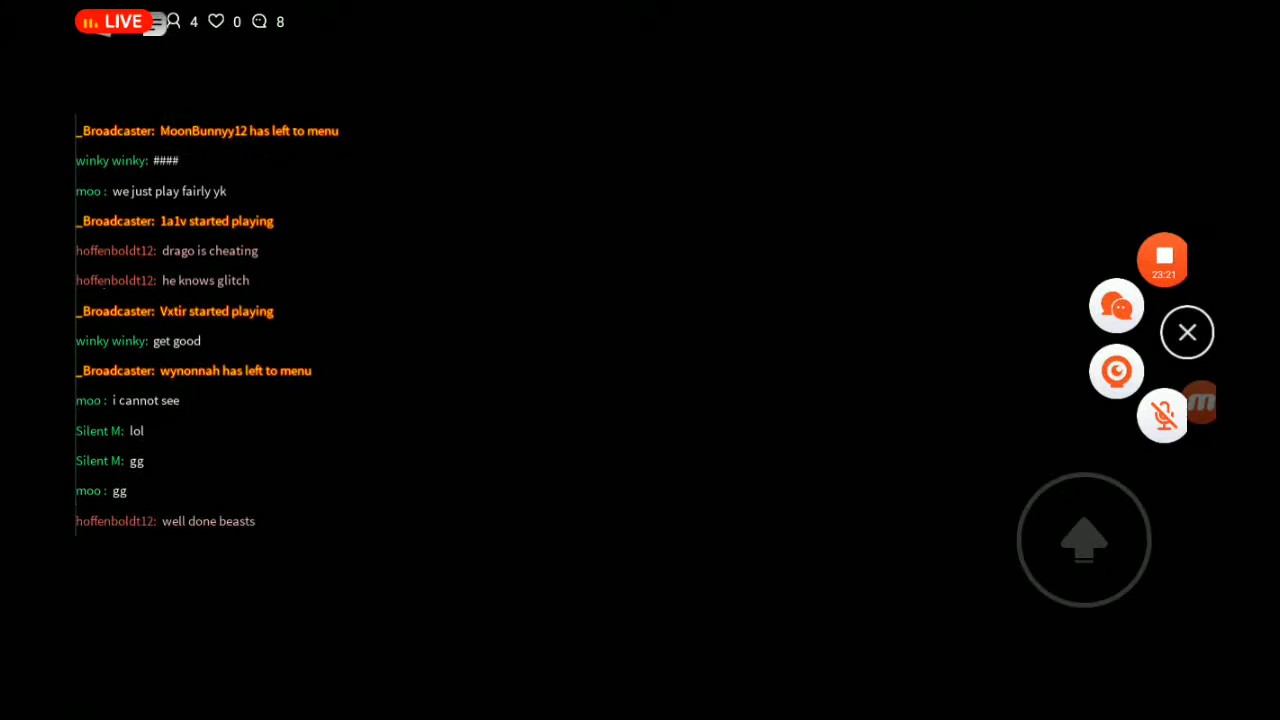 LIVE 4 0 8
_Broadcaster: MoonBunnyy12 has left to menu
winky winky: ####
moo : we just play fairly yk
_Broadcaster: 1a1v started playing
hoffenboldt12: drago is cheating
hoffenboldt12: he knows glitch
_Broadcaster: Vxtir started playing
winky winky: get good
_Broadcaster: wynonnah has left to menu
moo : i cannot see
Silent M: lol
Silent M: gg
moo : gg
hoffenboldt12: well done beasts
23:21